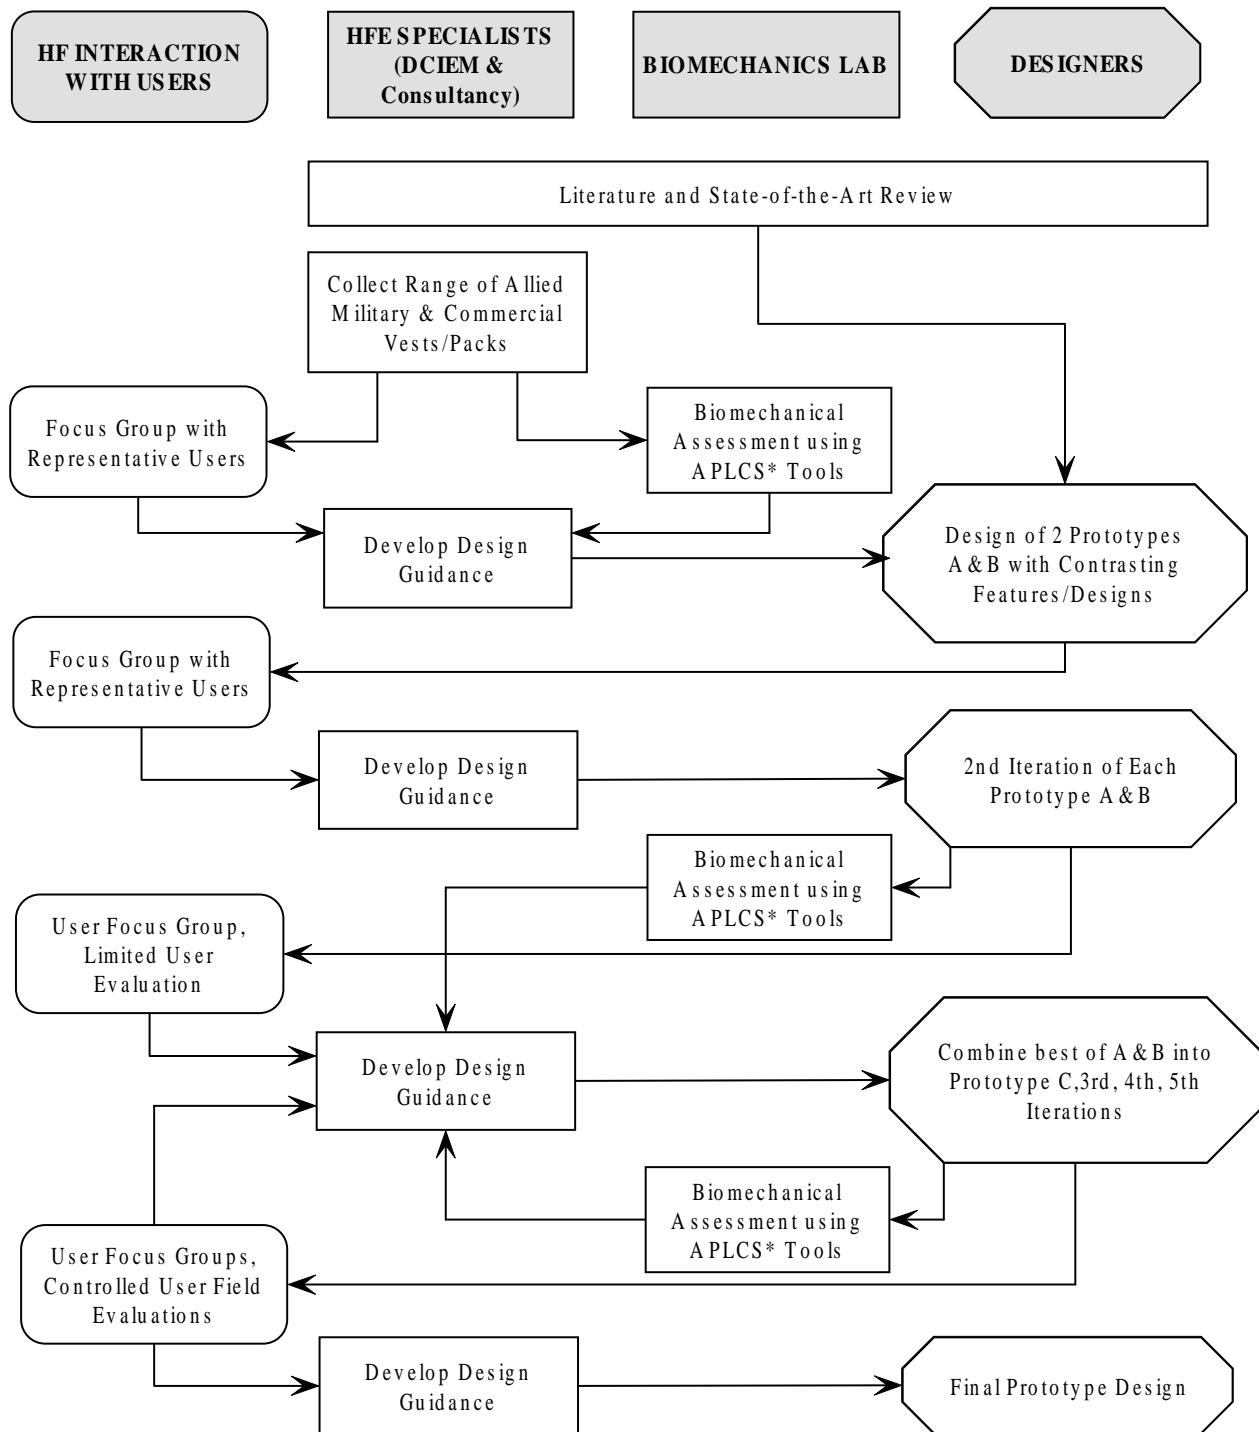 HF INTERACTION
WITH USERS
HFE SPECIALISTS
(DCIEM &
Consultancy)
BIOMECHANICS LAB
DESIGNERS
Literature and State-of-the-Art Review
Collect Range of Allied
Military & Commercial
Vests/Packs
Focus Group with
Representative Users
Biomechanical
Assessment using
APLCS* Tools
Develop Design
Guidance
Design of 2 Prototypes
A & B with Contrasting
Features/Designs
Focus Group with
Representative Users
Develop Design
Guidance
2nd Iteration of Each
Prototype A & B
Biomechanical
Assessment using
APLCS* Tools
User Focus Group,
Limited User
Evaluation
Develop Design
Guidance
Combine best of A & B into
Prototype C,3rd, 4th, 5th
Iterations
Biomechanical
Assessment using
APLCS* Tools
User Focus Groups,
Controlled User Field
Evaluations
Develop Design
Guidance
Final Prototype Design